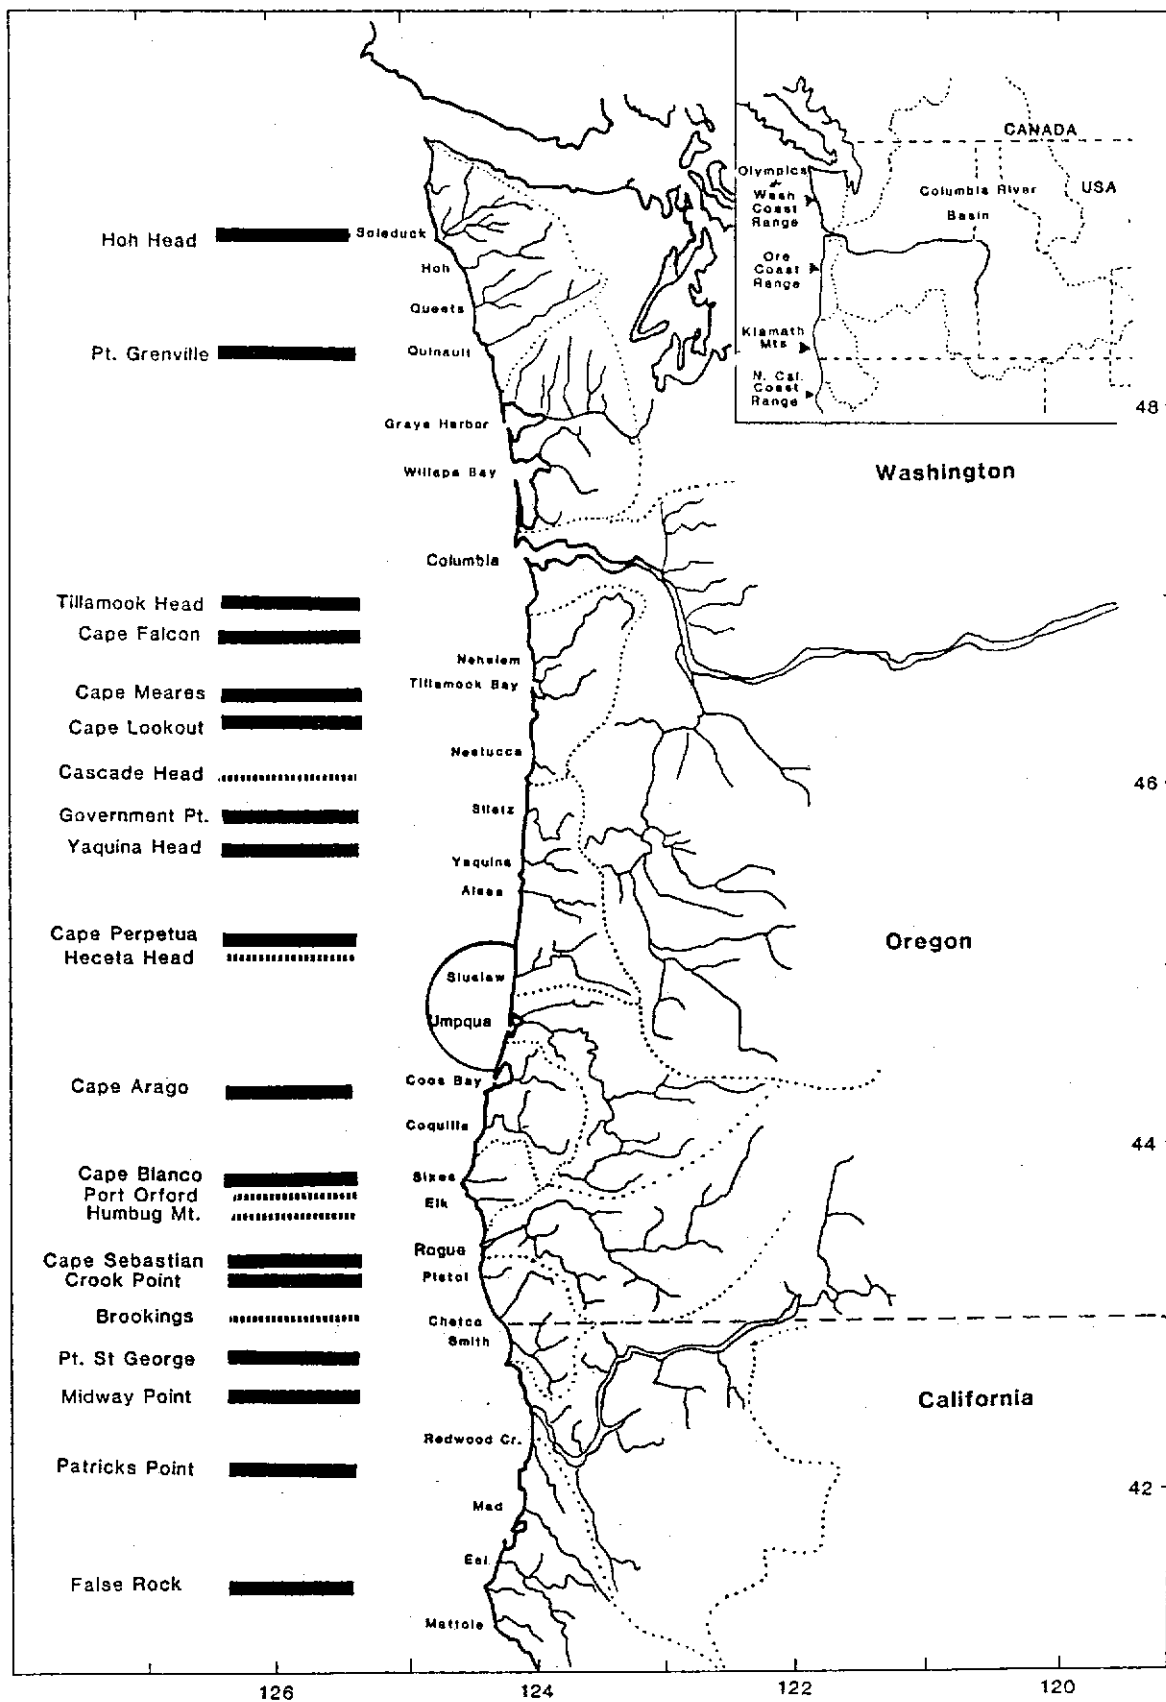 CANADA
Olympics
&
Wash
Coast
Range
Columbia River
Basin
USA
Ore
Coast
Range
Klamath
Mts
N. Cal.
Coast
Range
48
Hoh Head
Soleduck
Hoh
Queets
Pt. Grenville
Quinault
Grays Harbor
Willapa Bay
Washington
Columbia
Tillamook Head
Cape Falcon
Nehalem
Tillamook Bay
Cape Meares
Cape Lookout
Nestucca
Cascade Head
46
Siletz
Government Pt.
Yaquina Head
Yaquina
Alsea
Cape Perpetua
Oregon
Heceta Head
Siuslaw
Umpqua
Coos Bay
Cape Arago
Coquille
44
Cape Blanco
Sixes
Port Orford
Elk
Humbug Mt.
Rogue
Cape Sebastian
Pistol
Crook Point
Brookings
Chetco
Smith
Pt. St George
Midway Point
California
Redwood Cr.
Patricks Point
42
Mad
Eel
False Rock
Mattole
126
124
122
120